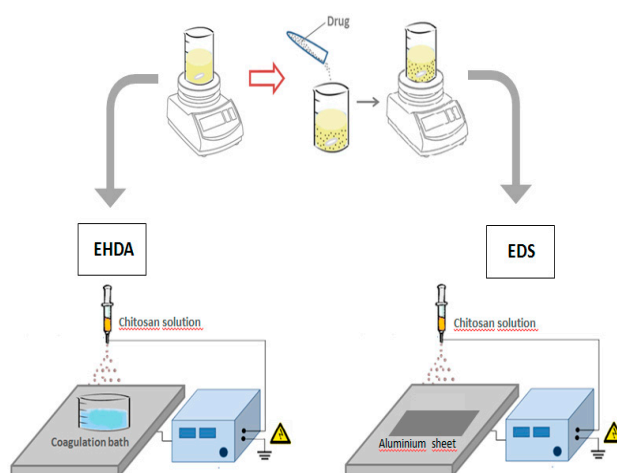 Drug
EHDA
EDS
Chitosan solution
Chitosan solution
Coagulation bath
Aluminium sheet